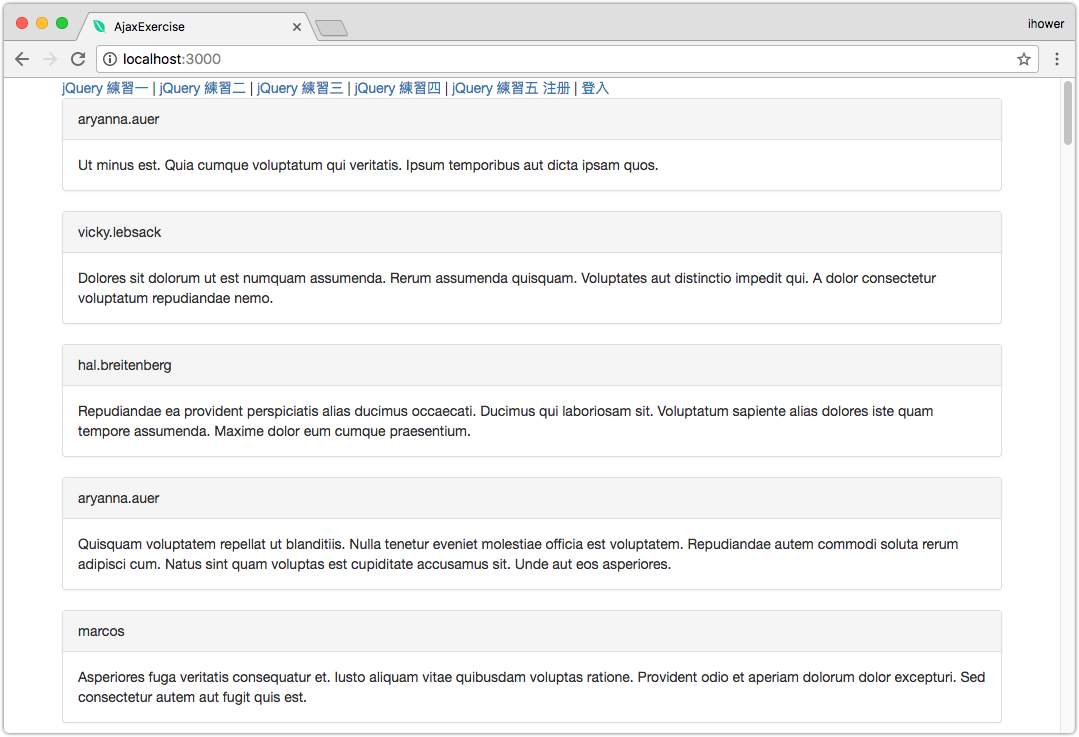 AjaxExercise
ihower
localhost:3000
jQuery 練習一 | jQuery 練習二 | jQuery 練習三 | jQuery 練習四 | jQuery 練習五 注册 | 登入
aryanna.auer
Ut minus est. Quia cumque voluptatum qui veritatis. Ipsum temporibus aut dicta ipsam quos.
vicky.lebsack
Dolores sit dolorum ut est numquam assumenda. Rerum assumenda quisquam. Voluptates aut distinctio impedit qui. A dolor consectetur
voluptatum repudiandae nemo.
hal.breitenberg
Repudiandae ea provident perspiciatis alias ducimus occaecati. Ducimus qui laboriosam sit. Voluptatum sapiente alias dolores iste quam
tempore assumenda. Maxime dolor eum cumque praesentium.
aryanna.auer
Quisquam voluptatem repellat ut blanditiis. Nulla tenetur eveniet molestiae officia est voluptatem. Repudiandae autem commodi soluta rerum
adipisci cum. Natus sint quam voluptas est cupiditate accusamus sit. Unde aut eos asperiores.
marcos
Asperiores fuga veritatis consequatur et. Iusto aliquam vitae quibusdam voluptas ratione. Provident odio et aperiam dolorum dolor excepturi. Sed
consectetur autem aut fugit quis est.